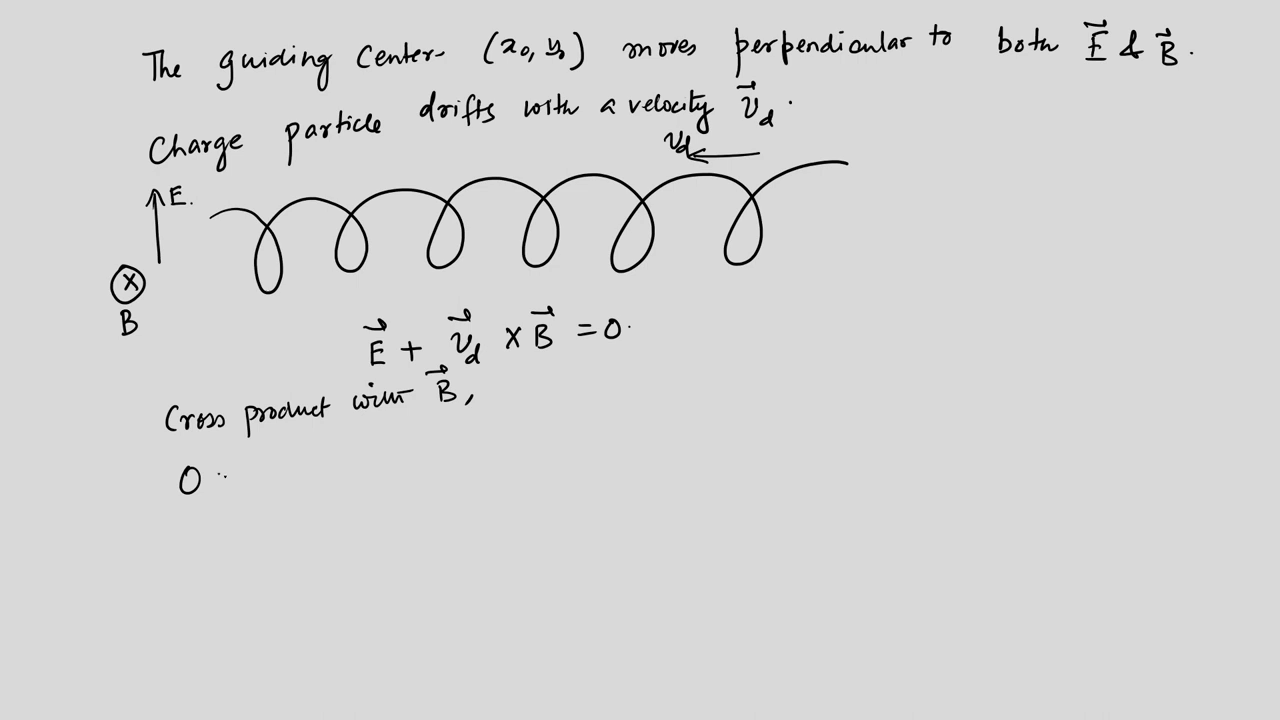 The guiding center (x₀, y₀) moves perpendicular to both E⃗ & B⃗.
Charge particle drifts with a velocity v⃗_d.
v_d
E.
X
B
E⃗ + v⃗_d × B⃗ = 0.
Cross product with B⃗,
0